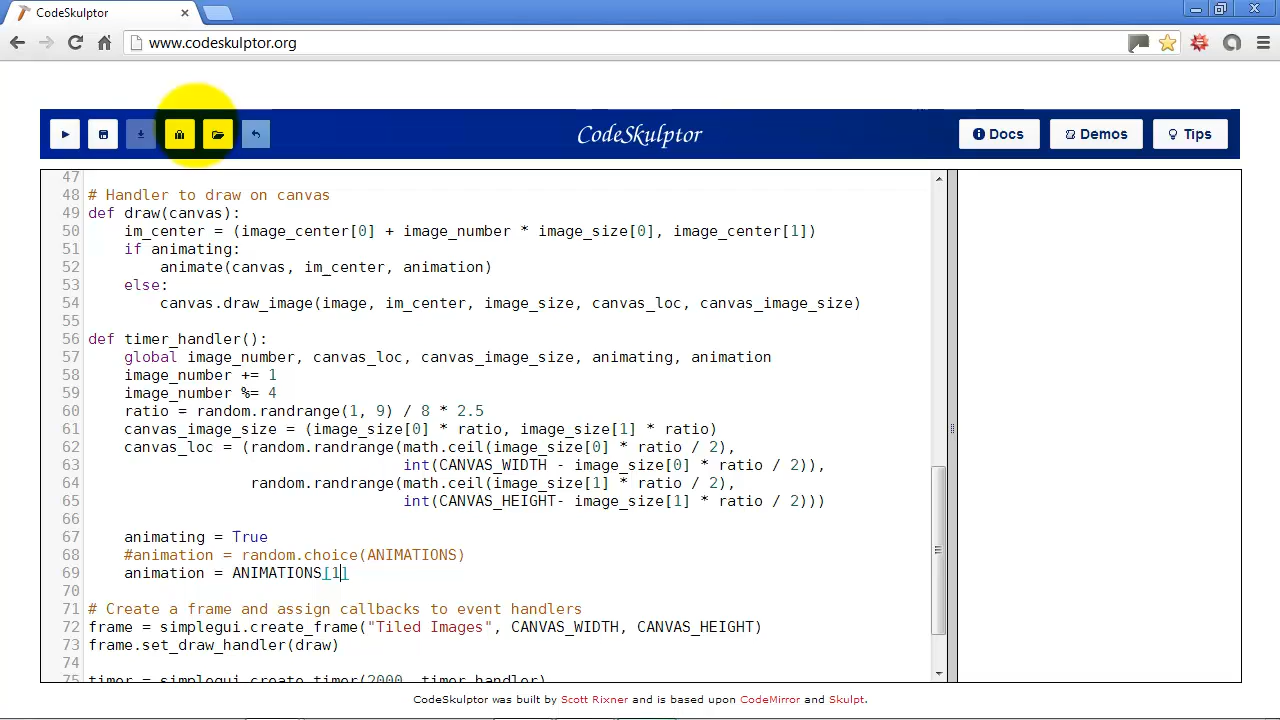 CodeSkulptor
www.codeskulptor.org
CodeSkulptor
Docs
Demos
Tips
47
48 # Handler to draw on canvas
49 def draw(canvas):
50     im_center = (image_center[0] + image_number * image_size[0], image_center[1])
51     if animating:
52         animate(canvas, im_center, animation)
53     else:
54         canvas.draw_image(image, im_center, image_size, canvas_loc, canvas_image_size)
55
56 def timer_handler():
57     global image_number, canvas_loc, canvas_image_size, animating, animation
58     image_number += 1
59     image_number %= 4
60     ratio = random.randrange(1, 9) / 8 * 2.5
61     canvas_image_size = (image_size[0] * ratio, image_size[1] * ratio)
62     canvas_loc = (random.randrange(math.ceil(image_size[0] * ratio / 2),
63                                    int(CANVAS_WIDTH - image_size[0] * ratio / 2)),
64                   random.randrange(math.ceil(image_size[1] * ratio / 2),
65                                    int(CANVAS_HEIGHT- image_size[1] * ratio / 2)))
66
67     animating = True
68     #animation = random.choice(ANIMATIONS)
69     animation = ANIMATIONS[1]
70
71 # Create a frame and assign callbacks to event handlers
72 frame = simplegui.create_frame("Tiled Images", CANVAS_WIDTH, CANVAS_HEIGHT)
73 frame.set_draw_handler(draw)
74
75 timer = simplegui.create_timer(2000, timer_handler)
CodeSkulptor was built by Scott Rixner and is based upon CodeMirror and Skulpt.